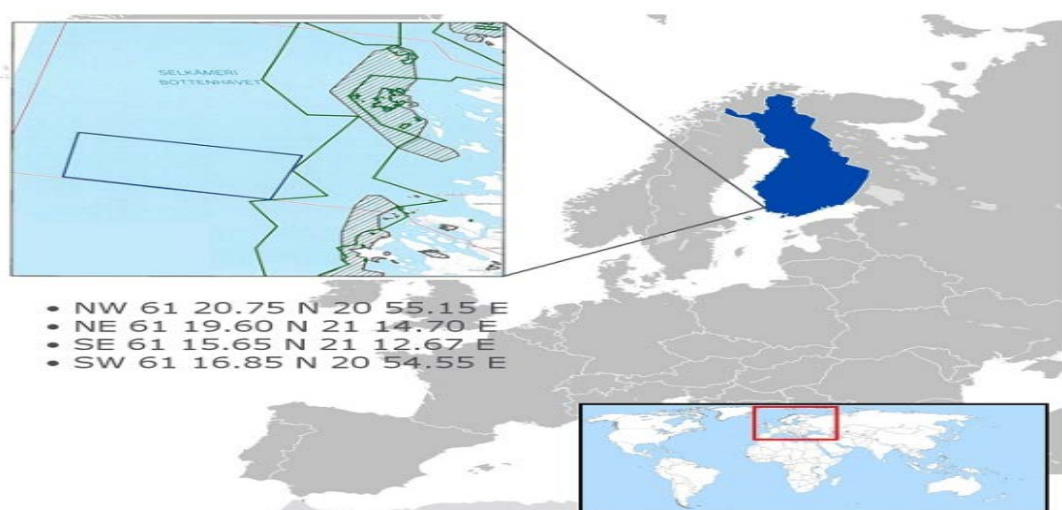 SELKÄMERI
BOTTENHAVET
• NW 61 20.75 N 20 55.15 E
• NE 61 19.60 N 21 14.70 E
• SE 61 15.65 N 21 12.67 E
• SW 61 16.85 N 20 54.55 E